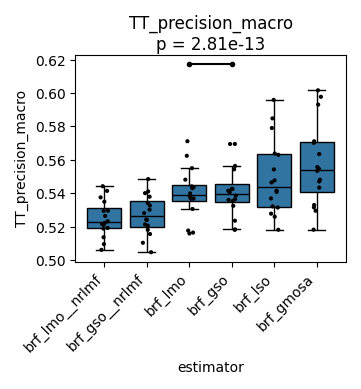 TT_precision_macro
p = 2.81e-13
0.62
0.60
0.58
0.56
0.54
0.52
0.50
TT_precision_macro
brf_lmo__nrlmf
brf_gso__nrlmf
brf_lmo
brf_gso
brf_lso
brf_gmosa
estimator